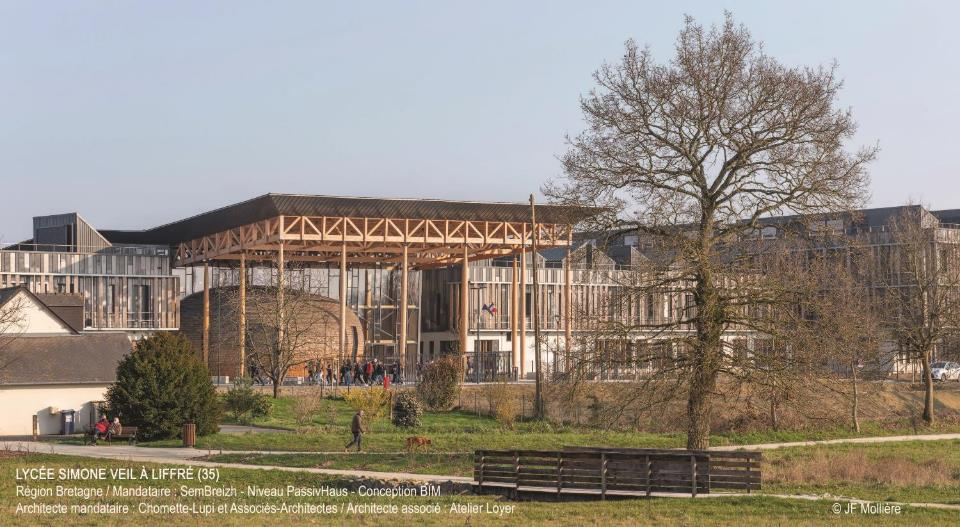 LYCÉE SIMONE VEIL À LIFFRÉ (35)
Région Bretagne / Mandataire : SemBreizh - Niveau PassivHaus - Conception BIM
Architecte mandataire : Chomette-Lupi et Associés-Architectes / Architecte associé : Atelier Loyer
© JF Mollière